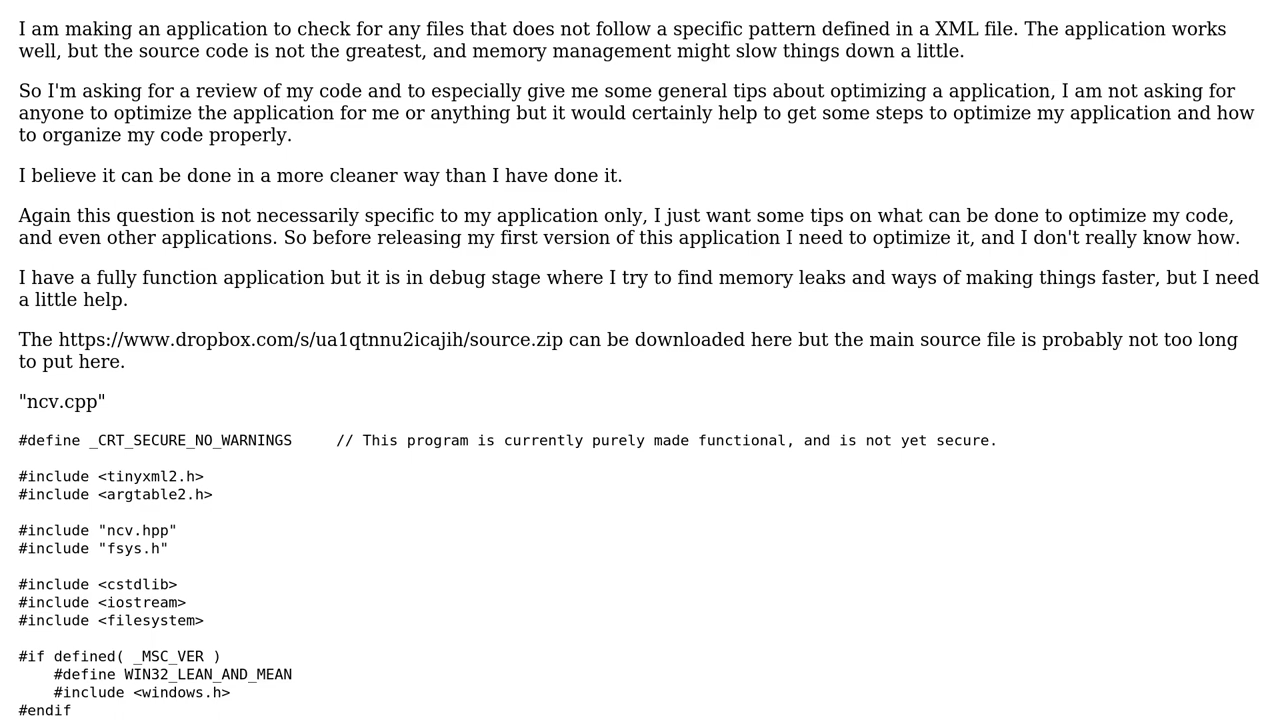 I am making an application to check for any files that does not follow a specific pattern defined in a XML file. The application works
well, but the source code is not the greatest, and memory management might slow things down a little.
So I'm asking for a review of my code and to especially give me some general tips about optimizing a application, I am not asking for
anyone to optimize the application for me or anything but it would certainly help to get some steps to optimize my application and how
to organize my code properly.
I believe it can be done in a more cleaner way than I have done it.
Again this question is not necessarily specific to my application only, I just want some tips on what can be done to optimize my code,
and even other applications. So before releasing my first version of this application I need to optimize it, and I don't really know how.
I have a fully function application but it is in debug stage where I try to find memory leaks and ways of making things faster, but I need
a little help.
The https://www.dropbox.com/s/ua1qtnnu2icajih/source.zip can be downloaded here but the main source file is probably not too long
to put here.
"ncv.cpp"
#define _CRT_SECURE_NO_WARNINGS     // This program is currently purely made functional, and is not yet secure.
#include <tinyxml2.h>
#include <argtable2.h>
#include "ncv.hpp"
#include "fsys.h"
#include <cstdlib>
#include <iostream>
#include <filesystem>
#if defined( _MSC_VER )
    #define WIN32_LEAN_AND_MEAN
    #include <windows.h>
#endif